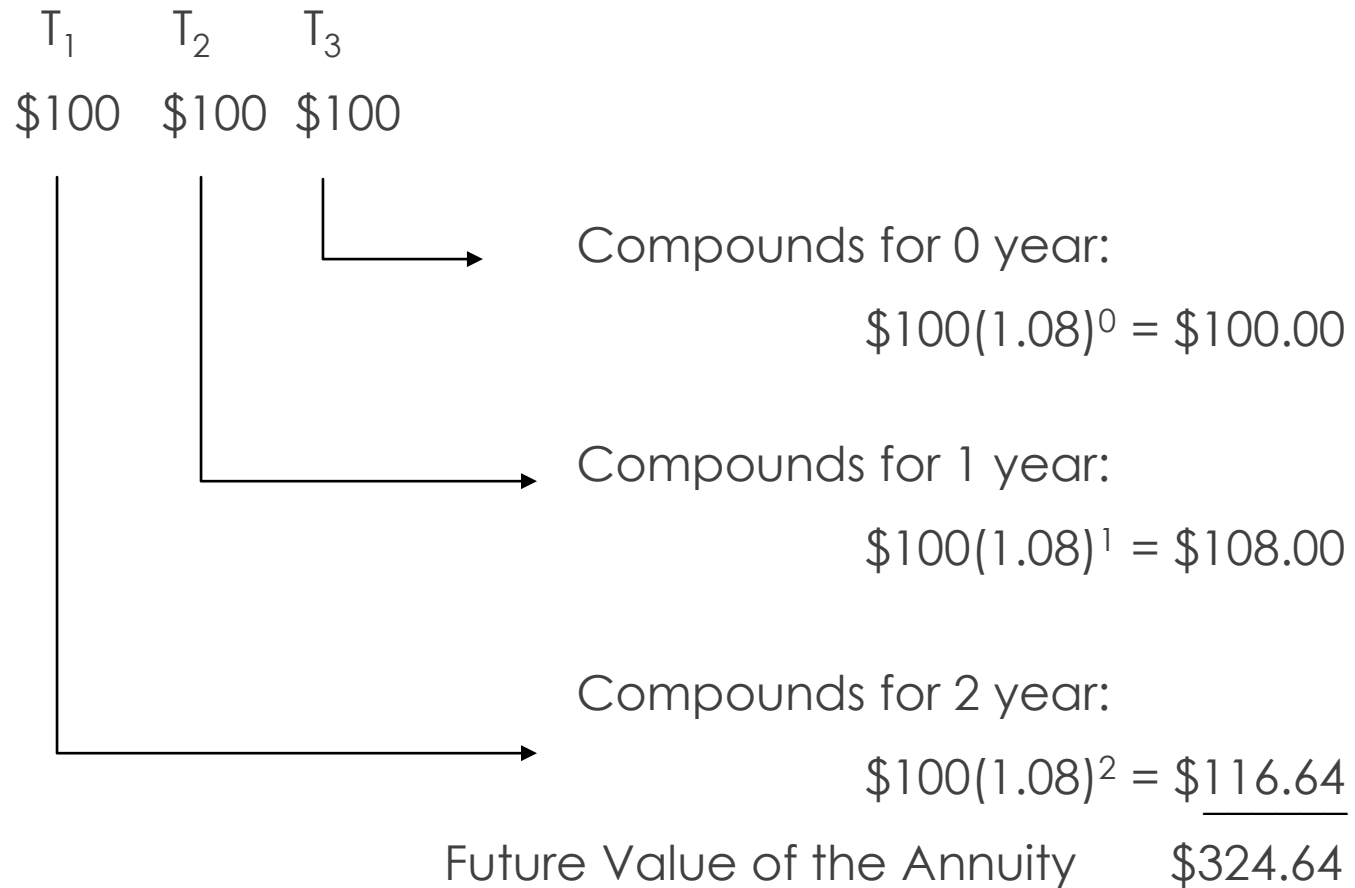 T₁ T₂ T₃
$100 $100 $100
Compounds for 0 year:
$100(1.08)⁰ = $100.00
Compounds for 1 year:
$100(1.08)¹ = $108.00
Compounds for 2 year:
$100(1.08)² = $116.64
Future Value of the Annuity $324.64